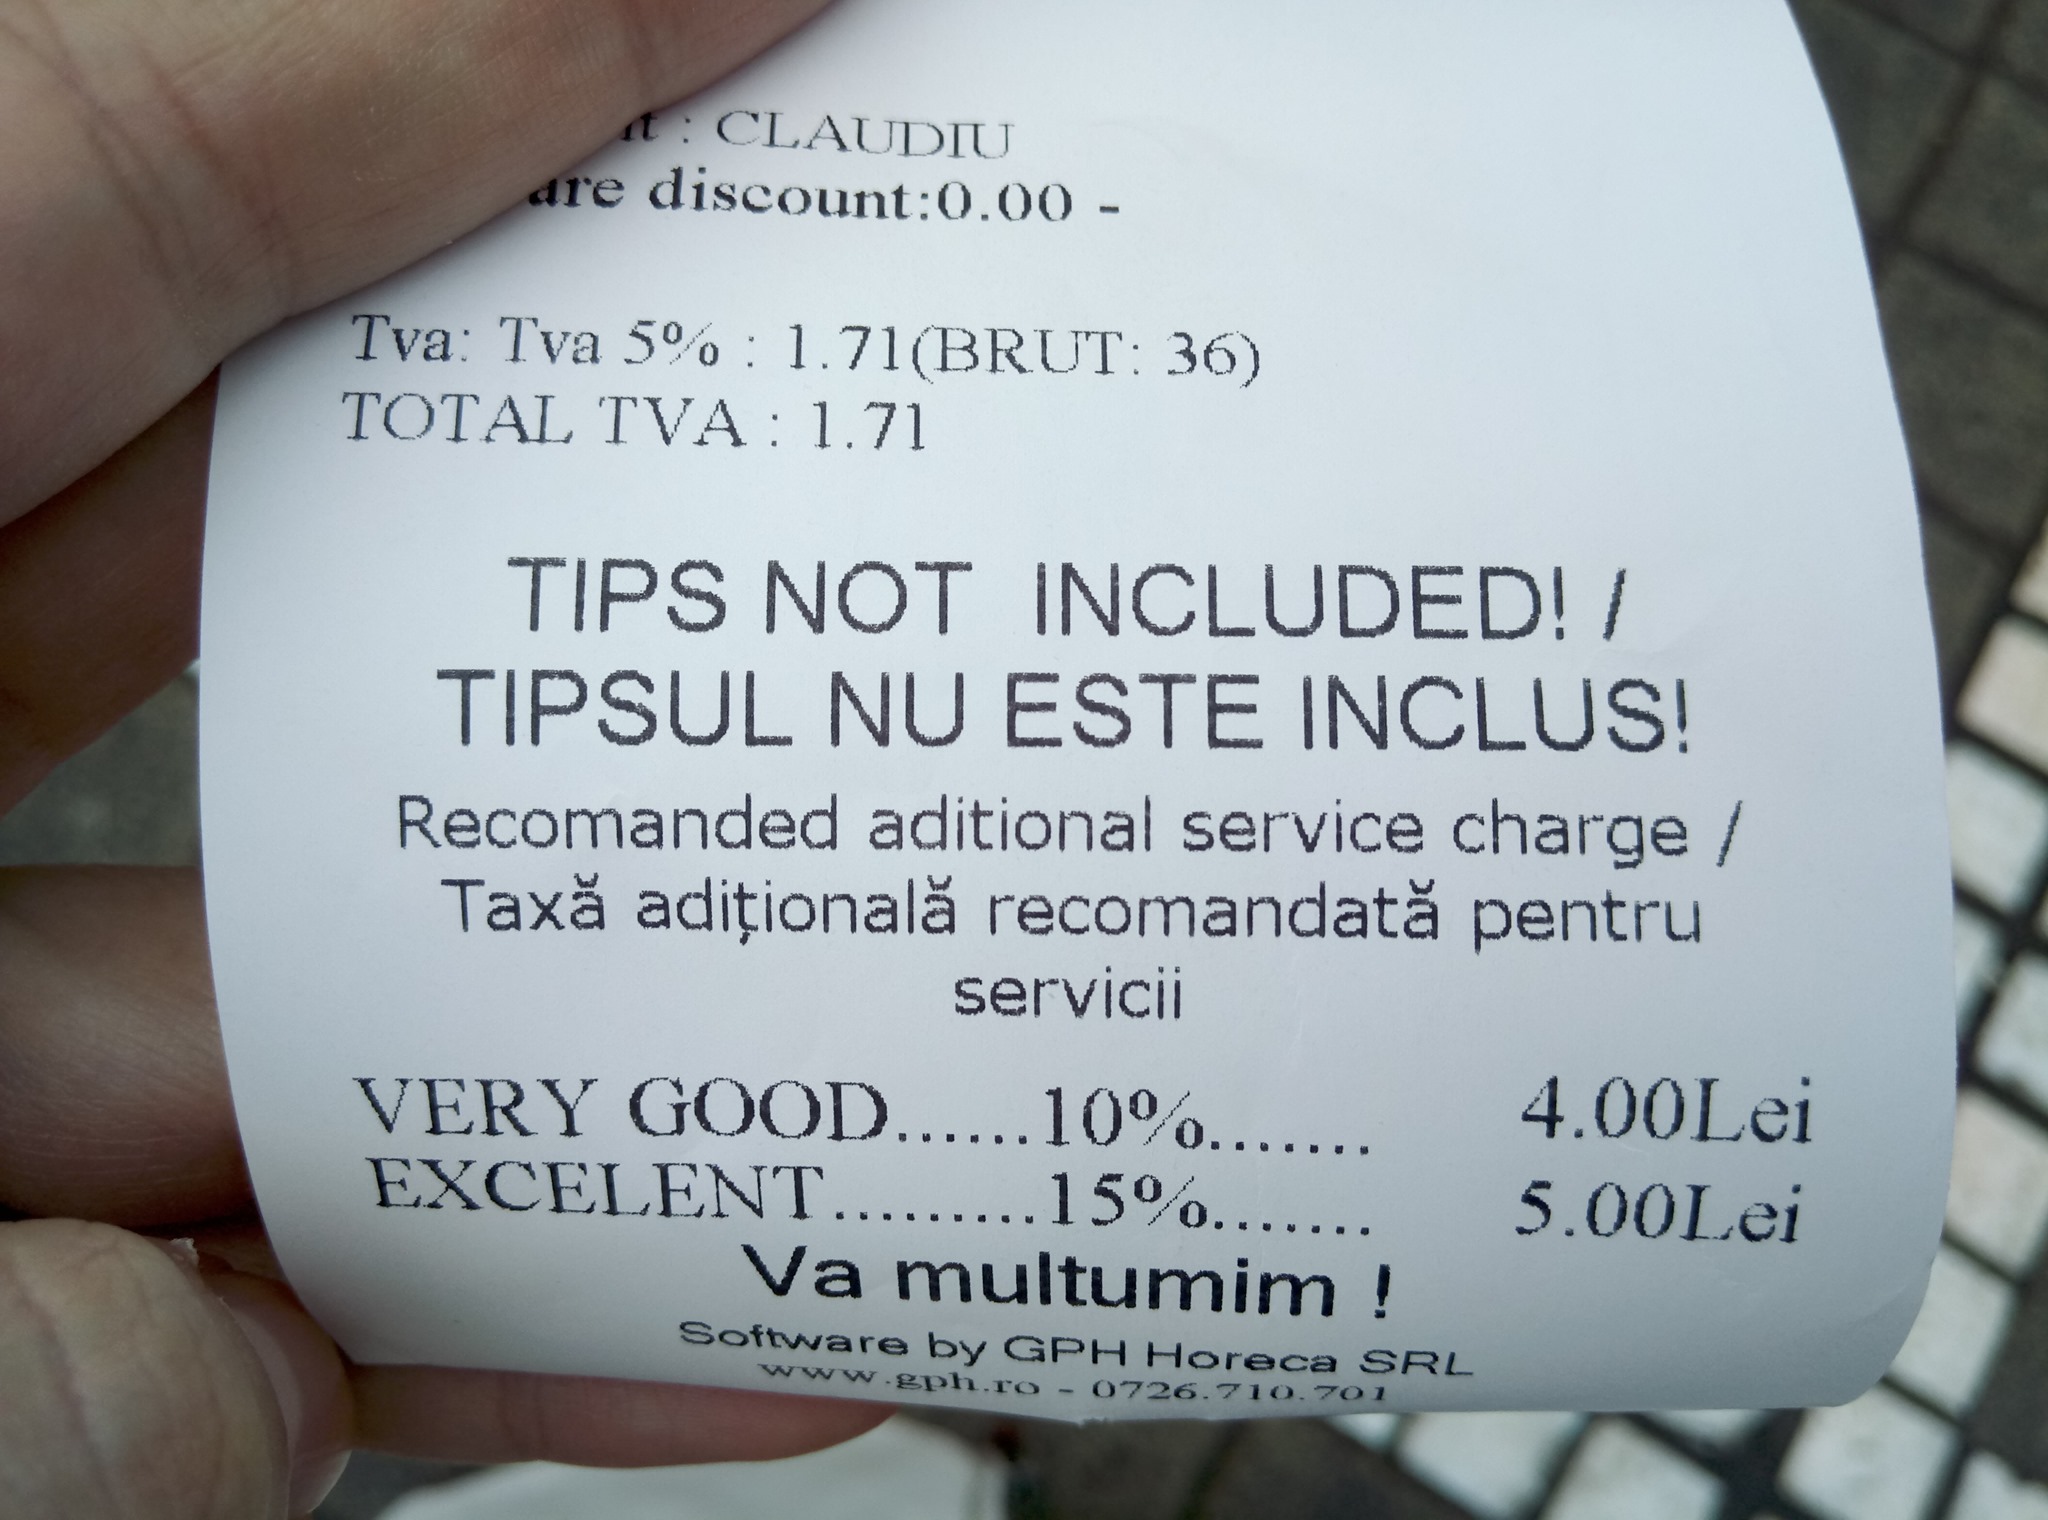 : CLAUDIU
discount:0.00 -
Tva: Tva 5% : 1.71(BRUT: 36)
TOTAL TVA : 1.71
TIPS NOT INCLUDED! /
TIPSUL NU ESTE INCLUS!
Recomanded aditional service charge /
Taxă adițională recomandată pentru
servicii
VERY GOOD......10%....... 4.00Lei
EXCELENT.........15%....... 5.00Lei
Va multumim !
Software by GPH Horeca SRL
www.gph.ro - 0726.710.701